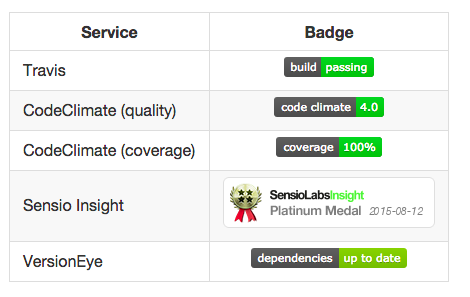 Service Badge
Travis build passing
CodeClimate (quality) code climate 4.0
CodeClimate (coverage) coverage 100%
Sensio Insight SensioLabsInsight
Platinum Medal 2015-08-12
VersionEye dependencies up to date